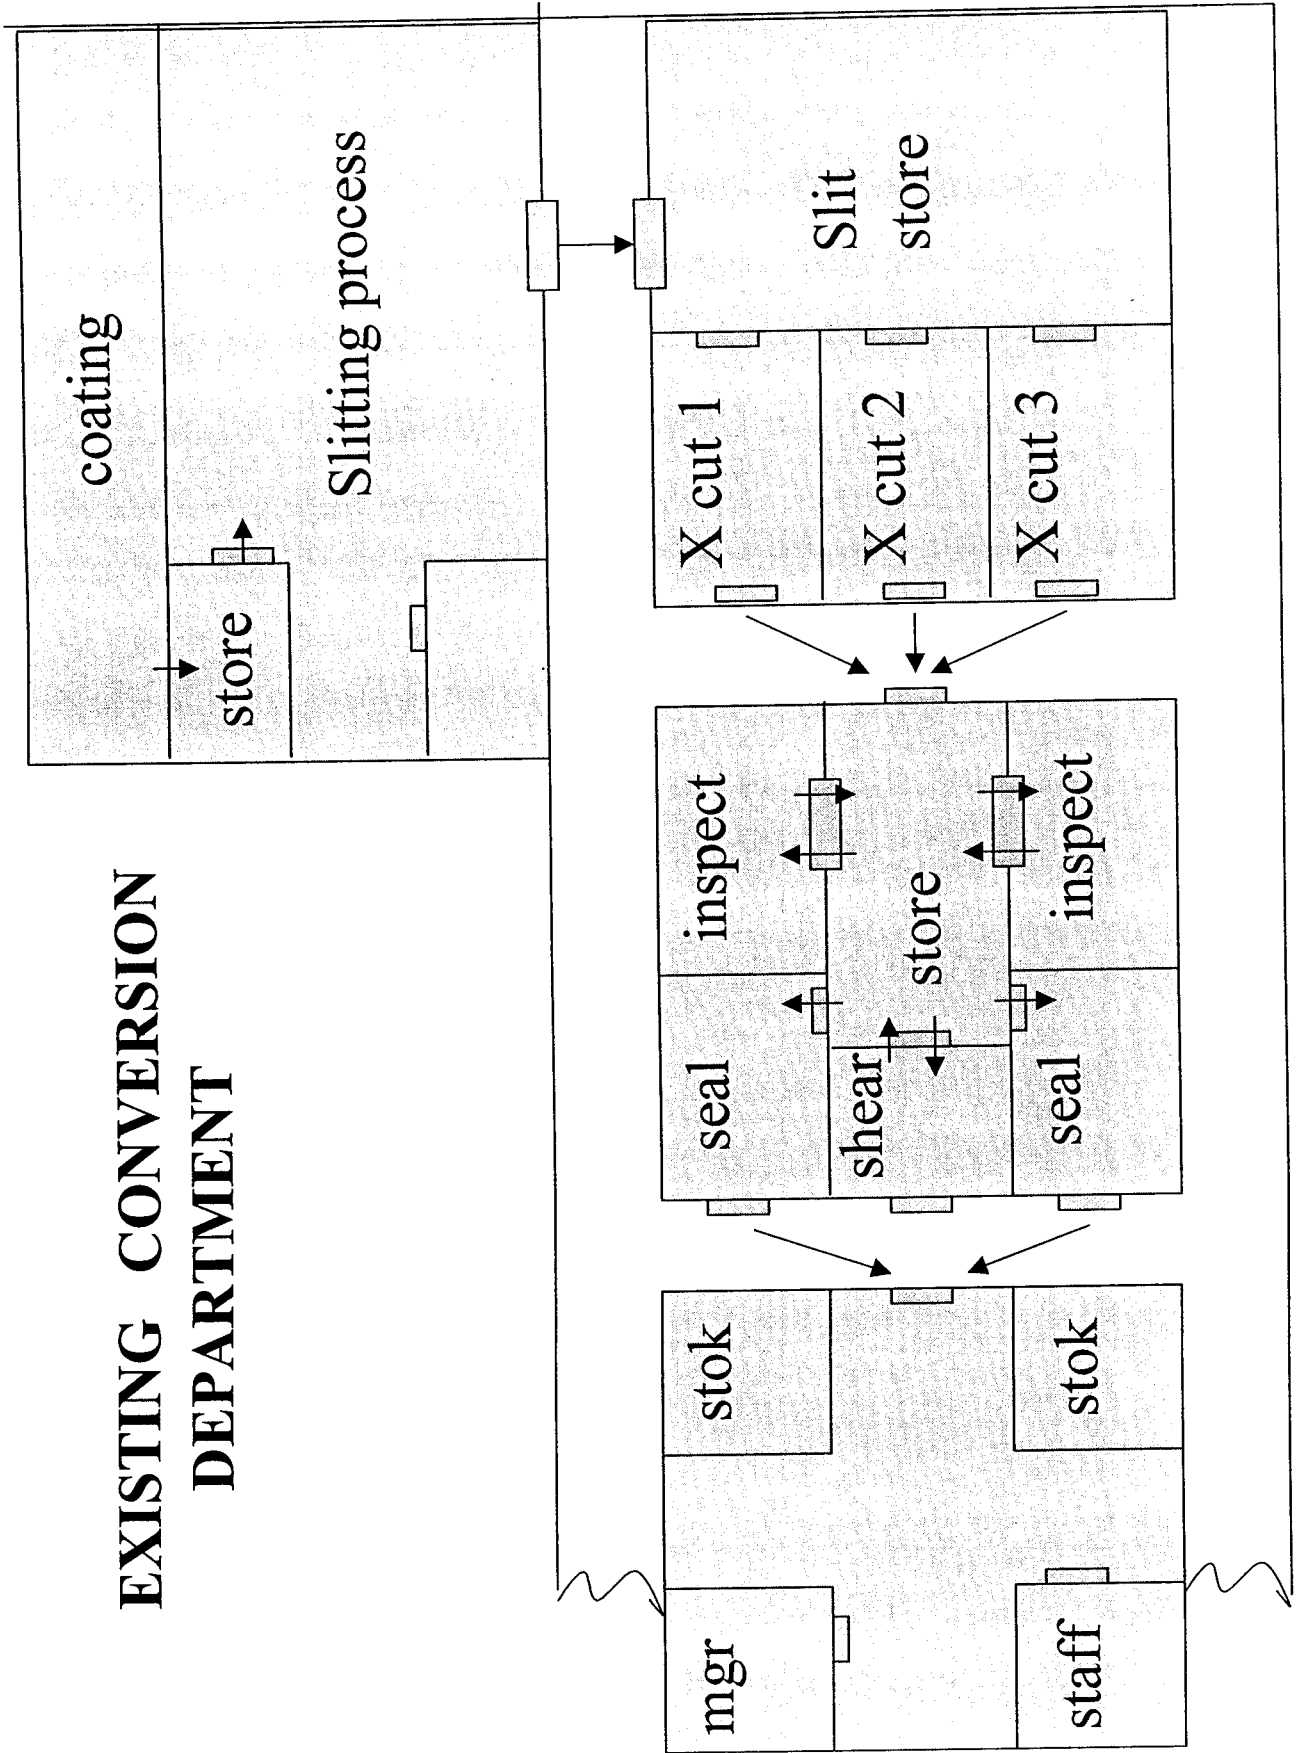 EXISTING CONVERSION
DEPARTMENT
coating
store
Slitting process
Slit
store
X cut 1
X cut 2
X cut 3
inspect
store
inspect
seal
shear
seal
stok
stok
mgr
staff